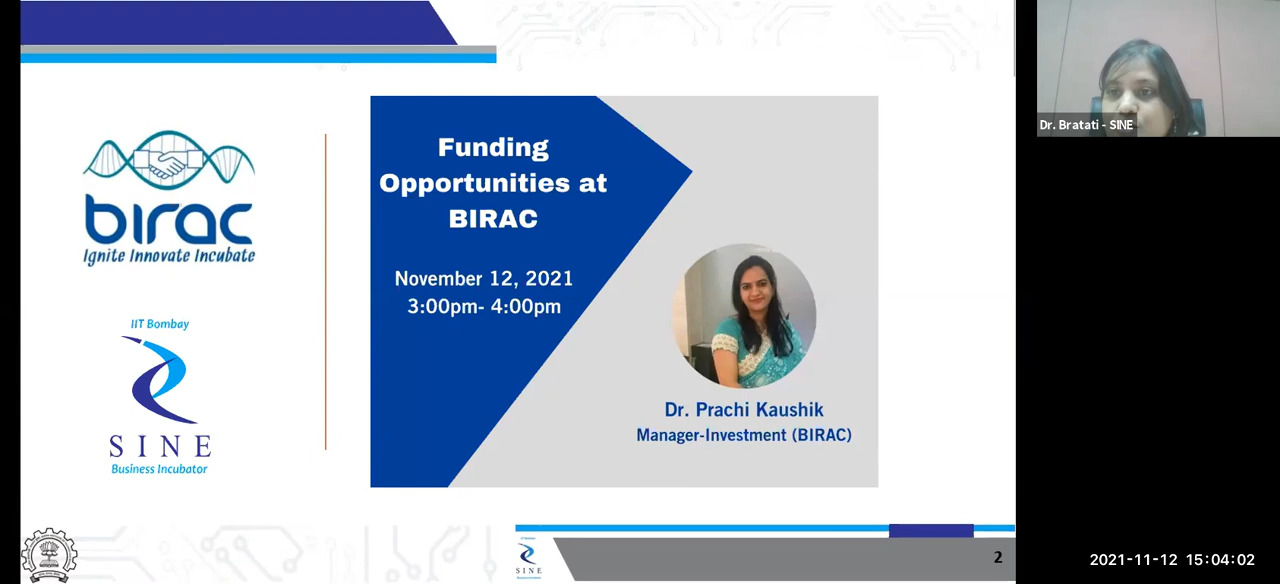 birac
Ignite Innovate Incubate
IIT Bombay
SINE
Business Incubator
Funding
Opportunities at
BIRAC
November 12, 2021
3:00pm- 4:00pm
Dr. Prachi Kaushik
Manager-Investment (BIRAC)
Dr. Bratati - SINE
SINE
2
2021-11-12 15:04:02